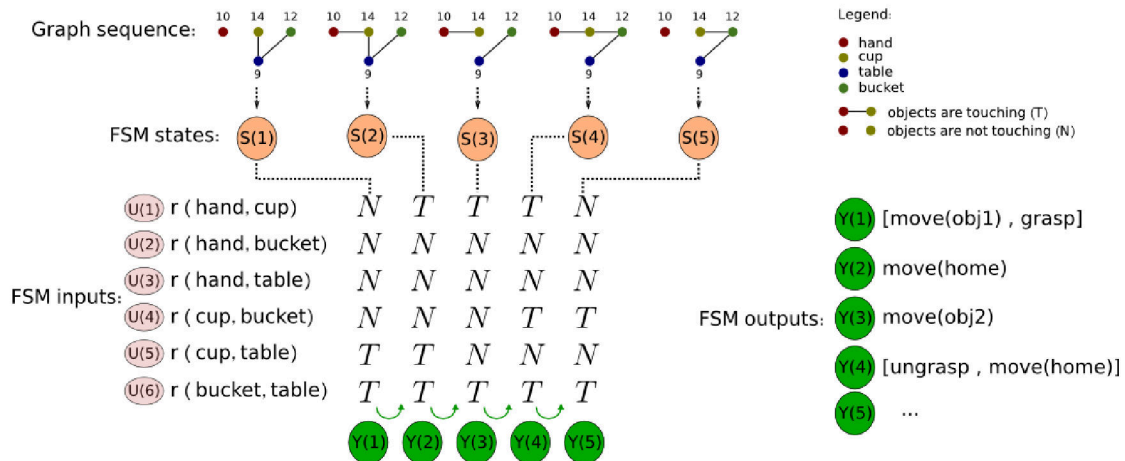 10 14 12 10 14 12 10 14 12 10 14 12 10 14 12
Graph sequence:
9 9 9 9 9
Legend:
hand
cup
table
bucket
objects are touching (T)
objects are not touching (N)
FSM states: S(1) S(2) S(3) S(4) S(5)
FSM inputs:
U(1) r ( hand, cup) N T T T N
U(2) r ( hand, bucket) N N N N N
U(3) r ( hand, table) N N N N N
U(4) r ( cup, bucket) N N N T T
U(5) r ( cup, table) T T N N N
U(6) r ( bucket, table) T T T T T
Y(1) Y(2) Y(3) Y(4) Y(5)
FSM outputs:
Y(1) [move(obj1) , grasp]
Y(2) move(home)
Y(3) move(obj2)
Y(4) [ungrasp , move(home)]
Y(5) ...